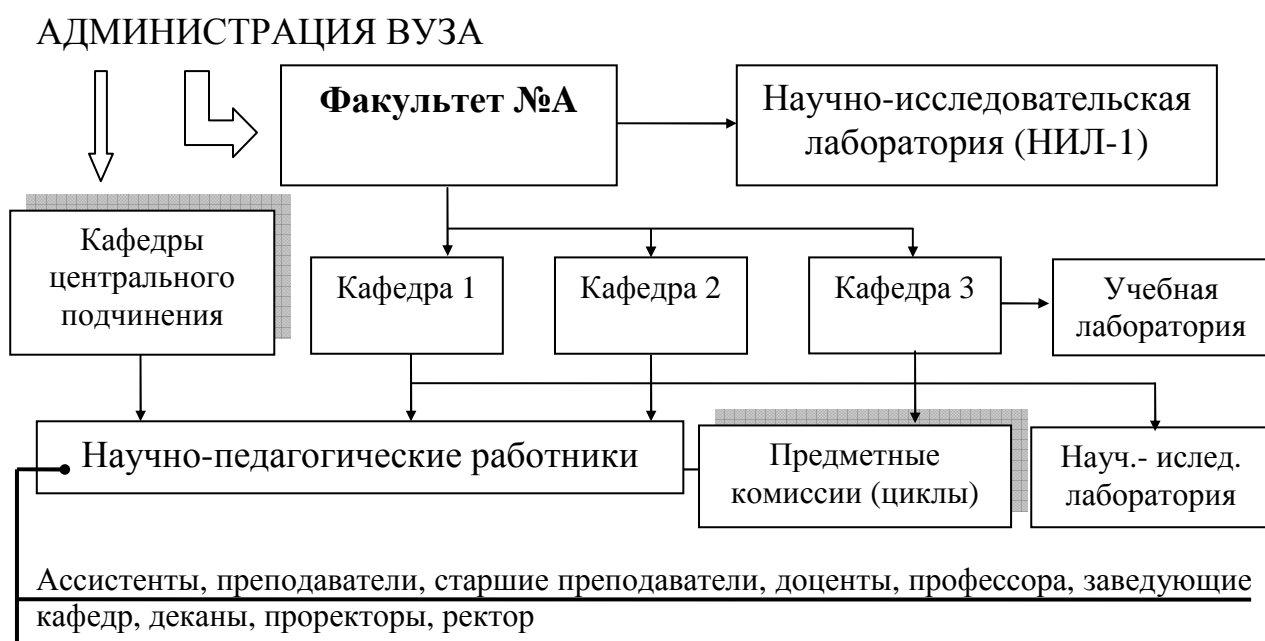 АДМИНИСТРАЦИЯ ВУЗА
Факультет №А
Научно-исследовательская
лаборатория (НИЛ-1)
Кафедры
центрального
подчинения
Кафедра 1
Кафедра 2
Кафедра 3
Учебная
лаборатория
Научно-педагогические работники
Предметные
комиссии (циклы)
Науч.-ислед.
лаборатория
Ассистенты, преподаватели, старшие преподаватели, доценты, профессора, заведующие
кафедр, деканы, проректоры, ректор